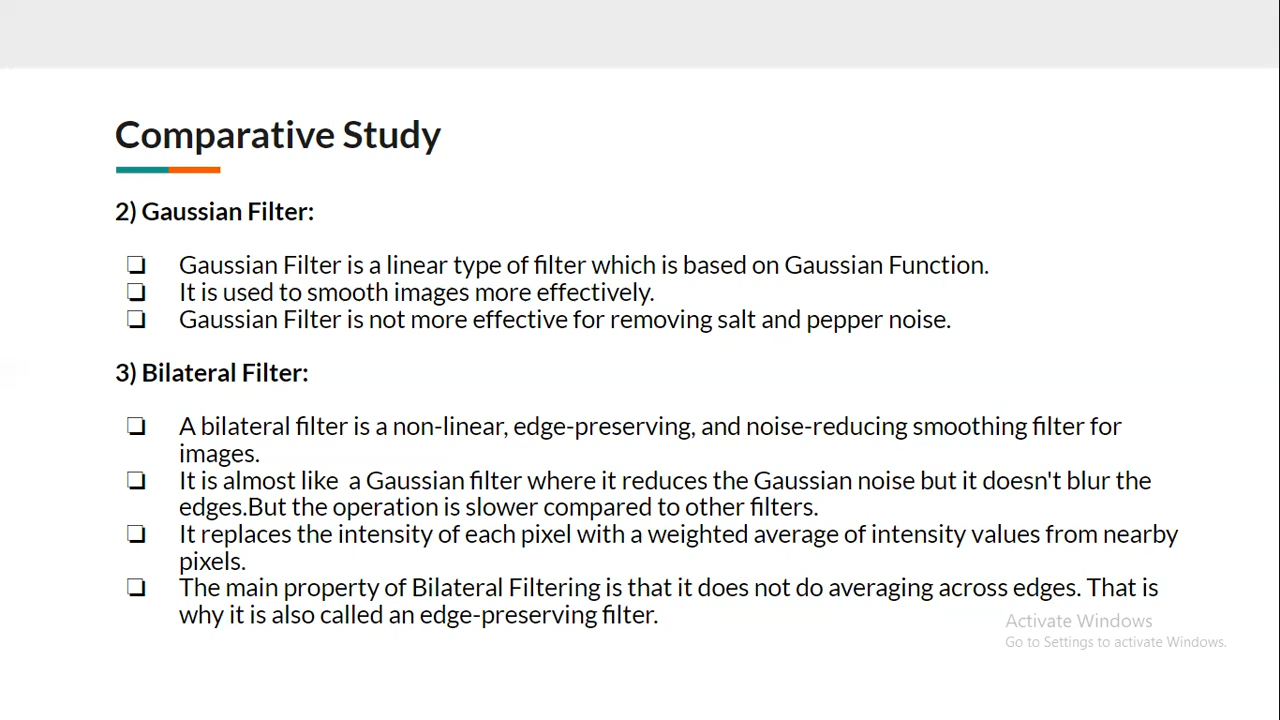 Comparative Study
2) Gaussian Filter:
❏ Gaussian Filter is a linear type of filter which is based on Gaussian Function.
❏ It is used to smooth images more effectively.
❏ Gaussian Filter is not more effective for removing salt and pepper noise.
3) Bilateral Filter:
❏ A bilateral filter is a non-linear, edge-preserving, and noise-reducing smoothing filter for
images.
❏ It is almost like  a Gaussian filter where it reduces the Gaussian noise but it doesn't blur the
edges.But the operation is slower compared to other filters.
❏ It replaces the intensity of each pixel with a weighted average of intensity values from nearby
pixels.
❏ The main property of Bilateral Filtering is that it does not do averaging across edges. That is
why it is also called an edge-preserving filter.
Activate Windows
Go to Settings to activate Windows.